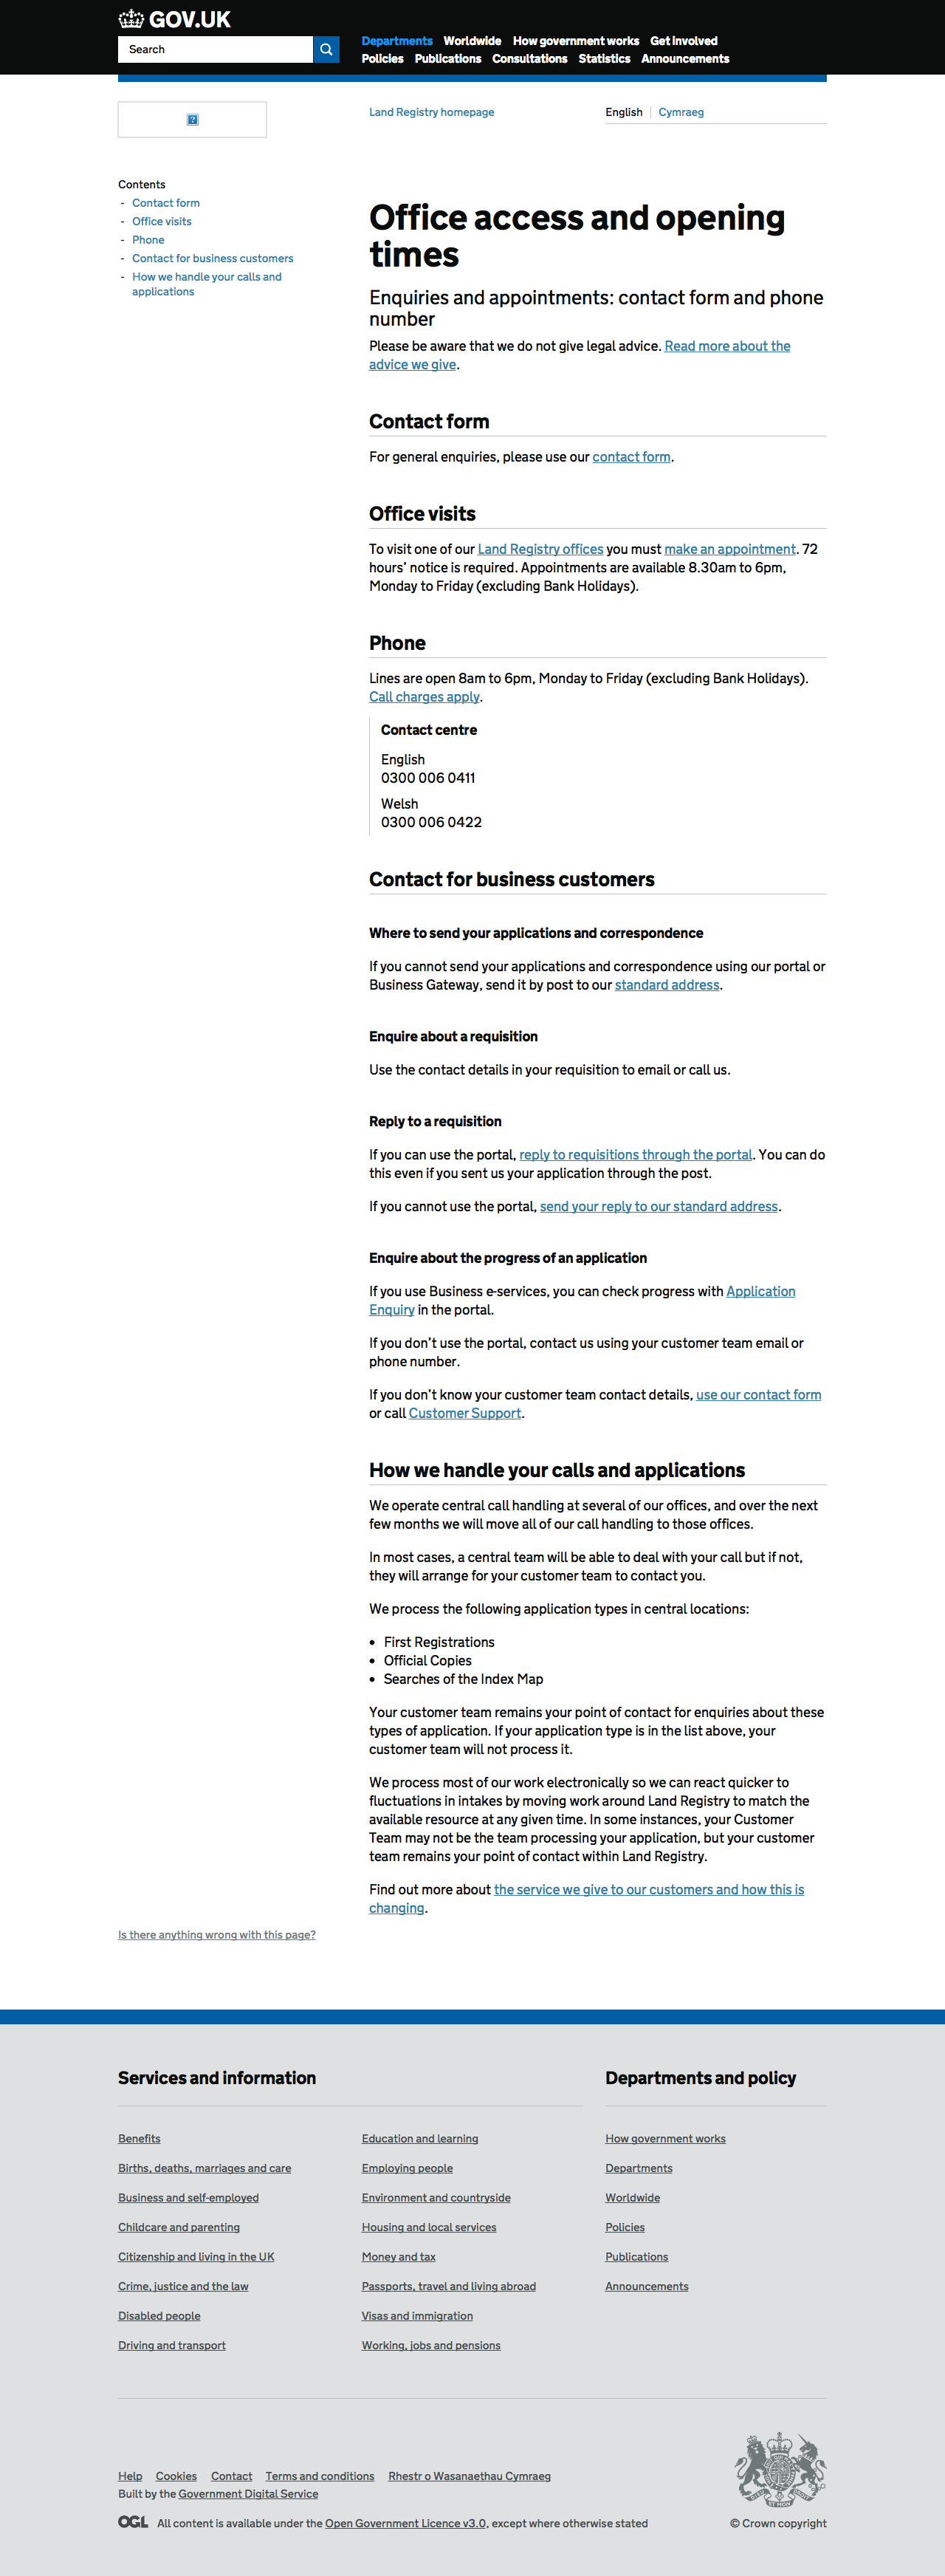 GOV.UK
Search
Departments Worldwide How government works Get involved
Policies Publications Consultations Statistics Announcements
Land Registry homepage
English Cymraeg
Contents
- Contact form
- Office visits
- Phone
- Contact for business customers
- How we handle your calls and
applications
Office access and opening
times
Enquiries and appointments: contact form and phone
number
Please be aware that we do not give legal advice. Read more about the
advice we give.
Contact form
For general enquiries, please use our contact form.
Office visits
To visit one of our Land Registry offices you must make an appointment. 72
hours’ notice is required. Appointments are available 8.30am to 6pm,
Monday to Friday (excluding Bank Holidays).
Phone
Lines are open 8am to 6pm, Monday to Friday (excluding Bank Holidays).
Call charges apply.
Contact centre
English
0300 006 0411
Welsh
0300 006 0422
Contact for business customers
Where to send your applications and correspondence
If you cannot send your applications and correspondence using our portal or
Business Gateway, send it by post to our standard address.
Enquire about a requisition
Use the contact details in your requisition to email or call us.
Reply to a requisition
If you can use the portal, reply to requisitions through the portal. You can do
this even if you sent us your application through the post.
If you cannot use the portal, send your reply to our standard address.
Enquire about the progress of an application
If you use Business e-services, you can check progress with Application
Enquiry in the portal.
If you don’t use the portal, contact us using your customer team email or
phone number.
If you don’t know your customer team contact details, use our contact form
or call Customer Support.
How we handle your calls and applications
We operate central call handling at several of our offices, and over the next
few months we will move all of our call handling to those offices.
In most cases, a central team will be able to deal with your call but if not,
they will arrange for your customer team to contact you.
We process the following application types in central locations:
• First Registrations
• Official Copies
• Searches of the Index Map
Your customer team remains your point of contact for enquiries about these
types of application. If your application type is in the list above, your
customer team will not process it.
We process most of our work electronically so we can react quicker to
fluctuations in intakes by moving work around Land Registry to match the
available resource at any given time. In some instances, your Customer
Team may not be the team processing your application, but your customer
team remains your point of contact within Land Registry.
Find out more about the service we give to our customers and how this is
changing.
Is there anything wrong with this page?
Services and information
Benefits
Births, deaths, marriages and care
Business and self-employed
Childcare and parenting
Citizenship and living in the UK
Crime, justice and the law
Disabled people
Driving and transport
Education and learning
Employing people
Environment and countryside
Housing and local services
Money and tax
Passports, travel and living abroad
Visas and immigration
Working, jobs and pensions
Departments and policy
How government works
Departments
Worldwide
Policies
Publications
Announcements
Help Cookies Contact Terms and conditions Rhestr o Wasanaethau Cymraeg
Built by the Government Digital Service
OGL All content is available under the Open Government Licence v3.0, except where otherwise stated
© Crown copyright